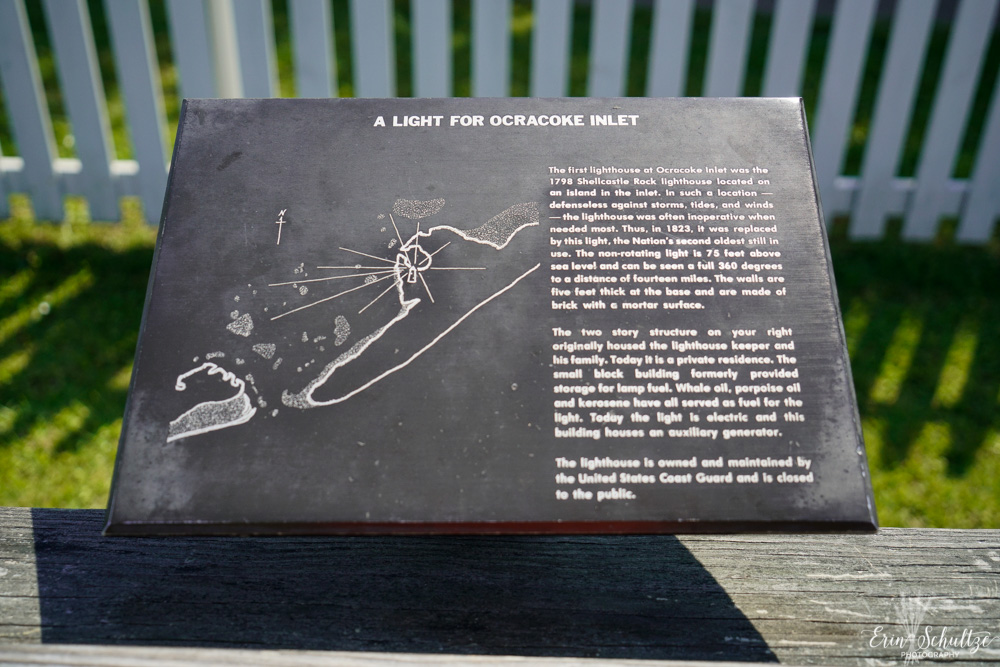 A LIGHT FOR OCRACOKE INLET
N
The first lighthouse at Ocracoke Inlet was the
1798 Shellcastle Rock lighthouse located on
an island in the inlet. In such a location —
defenseless against storms, tides, and winds
— the lighthouse was often inoperative when
needed most. Thus, in 1823, it was replaced
by this light, the Nation's second oldest still in
use. The non-rotating light is 75 feet above
sea level and can be seen a full 360 degrees
to a distance of fourteen miles. The walls are
five feet thick at the base and are made of
brick with a mortar surface.
The two story structure on your right
originally housed the lighthouse keeper and
his family. Today it is a private residence. The
small block building formerly provided
storage for lamp fuel. Whale oil, porpoise oil
and kerosene have all served as fuel for the
light. Today the light is electric and this
building houses an auxiliary generator.
The lighthouse is owned and maintained by
the United States Coast Guard and is closed
to the public.
Erin Schultze
PHOTOGRAPHY